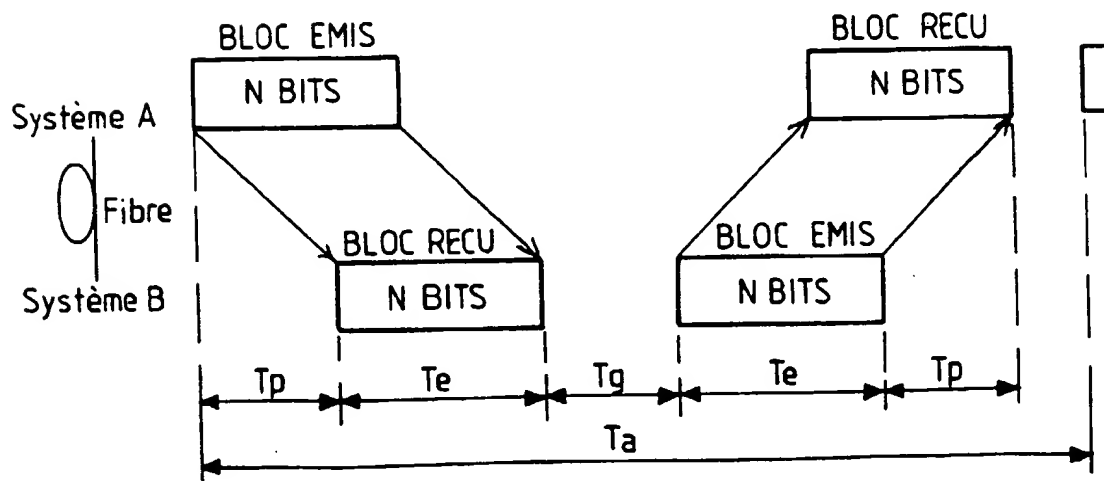 BLOC EMIS
BLOC RECU
N BITS
N BITS
Système A
Fibre
BLOC RECU
BLOC EMIS
Système B
N BITS
N BITS
Tp
Te
Tg
Te
Tp
Ta